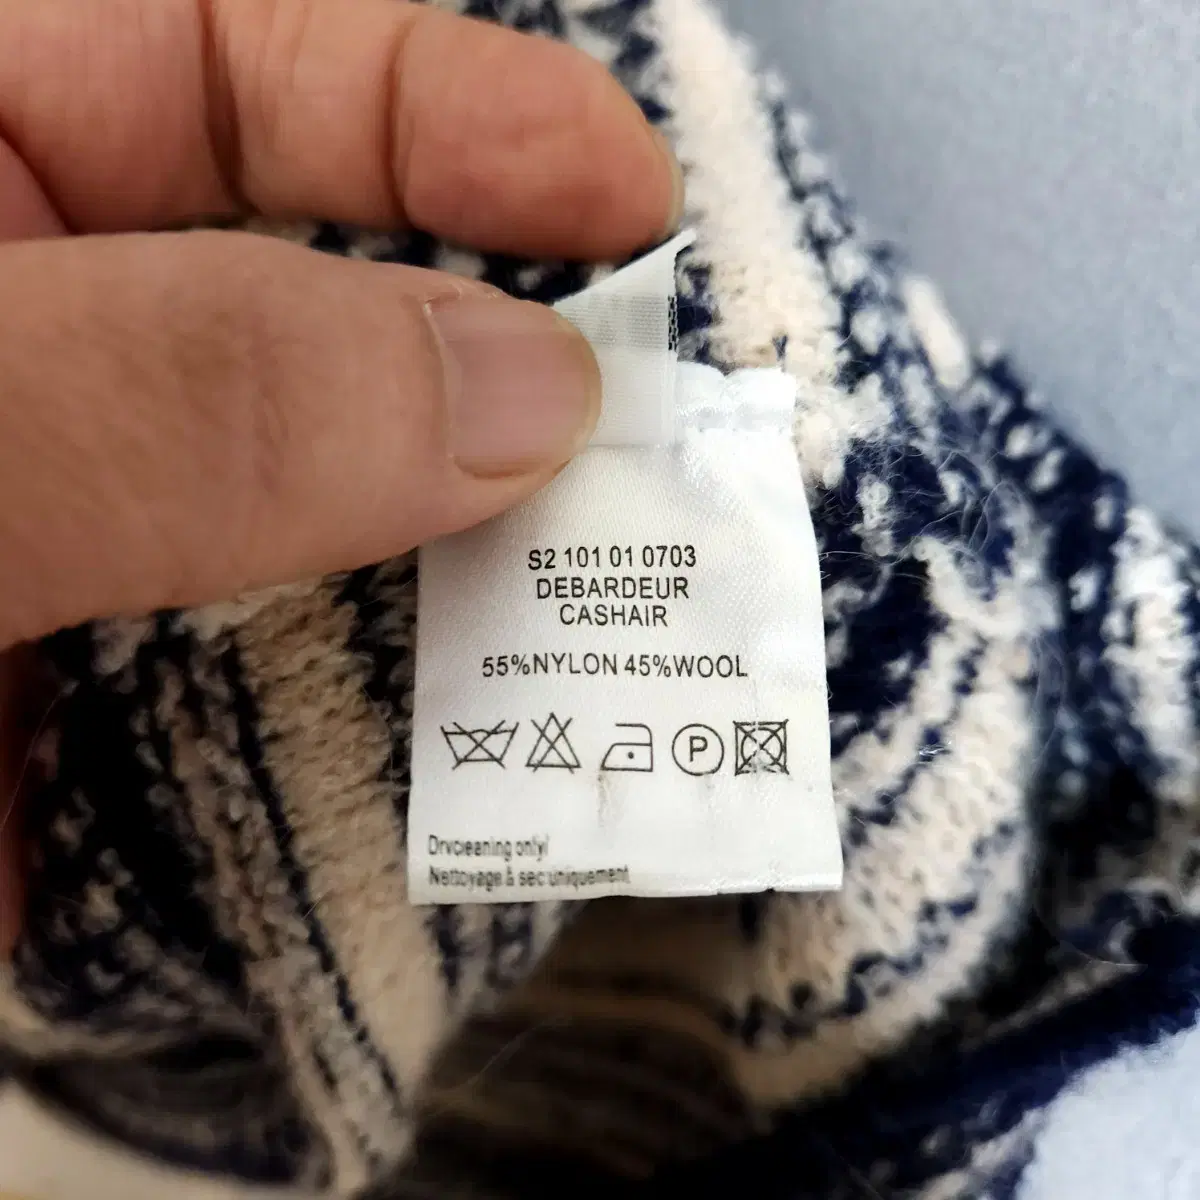 S2 101 01 0703
DEBARDEUR
CASHAIR
55%NYLON 45%WOOL
P
Drycleaning only!
Nettoyage à sec uniquement